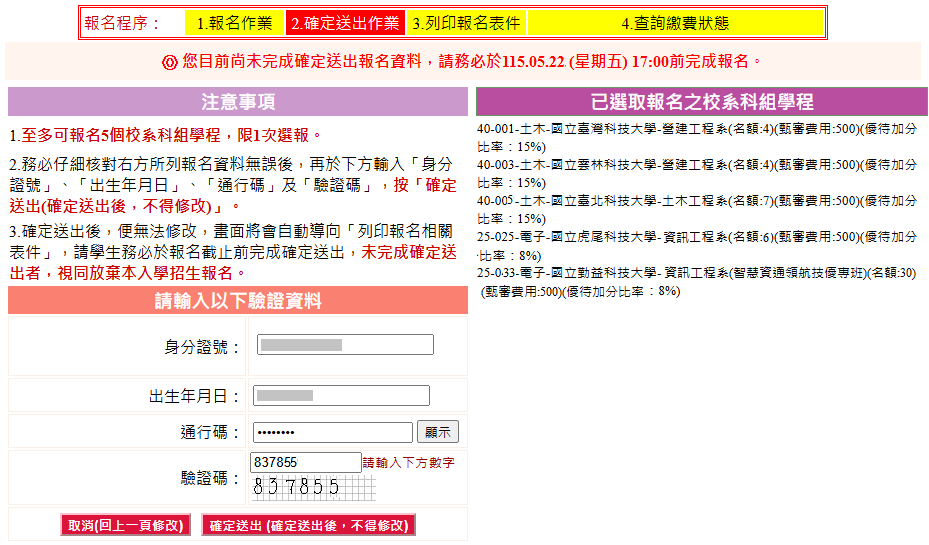 報名程序： 1.報名作業 2.確定送出作業 3.列印報名表件 4.查詢繳費狀態
◎ 您目前尚未完成確定送出報名資料，請務必於115.05.22 (星期五) 17:00前完成報名。
注意事項
1.至多可報名5個校系科組學程，限1次選報。
2.務必仔細核對右方所列報名資料無誤後，再於下方輸入「身分
證號」、「出生年月日」、「通行碼」及「驗證碼」，按「確定
送出(確定送出後，不得修改)」。
3.確定送出後，便無法修改，畫面將會自動導向「列印報名相關
表件」，請學生務必於報名截止前完成確定送出，未完成確定送
出者，視同放棄本入學招生報名。
請輸入以下驗證資料
身分證號：
出生年月日：
通行碼： •••••••• 顯示
驗證碼： 837855 請輸入下方數字
837855
取消(回上一頁修改) 確定送出 (確定送出後，不得修改)
已選取報名之校系科組學程
40-001-土木-國立臺灣科技大學-營建工程系(名額:4)(甄審費用:500)(優待加分
比率：15%)
40-003-土木-國立雲林科技大學-營建工程系(名額:4)(甄審費用:500)(優待加分
比率：15%)
40-005-土木-國立臺北科技大學-土木工程系(名額:7)(甄審費用:500)(優待加分
比率：15%)
25-025-電子-國立虎尾科技大學-資訊工程系(名額:6)(甄審費用:500)(優待加分
比率：8%)
25-033-電子-國立勤益科技大學-資訊工程系(智慧資通領航技優專班)(名額:30)
(甄審費用:500)(優待加分比率：8%)